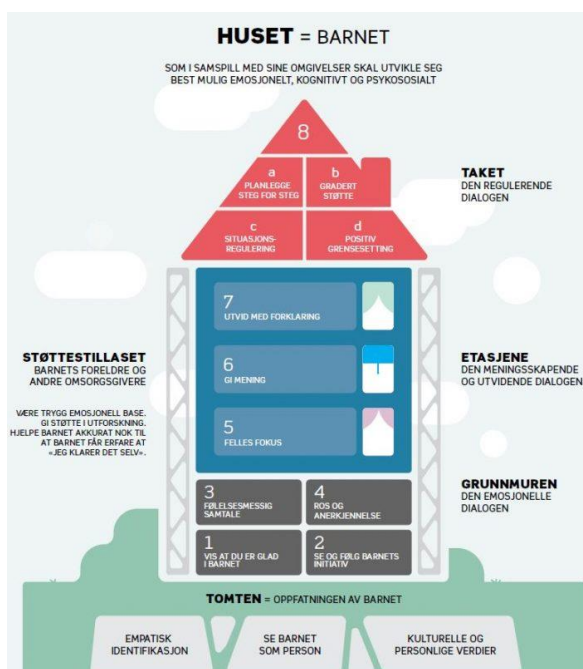 HUSET = BARNET
SOM I SAMSPILL MED SINE OMGIVELSER SKAL UTVIKLE SEG
BEST MULIG EMOSJONELT, KOGNITIVT OG PSYKOSOSIALT
8
a
PLANLEGGE
STEG FOR STEG
b
GRADERT
STØTTE
c
SITUASJONS-
REGULERING
d
POSITIV
GRENSESETTING
TAKET
DEN REGULERENDE
DIALOGEN
7
UTVID MED FORKLARING
6
GI MENING
5
FELLES FOKUS
STØTTESTILLASET
BARNETS FORELDRE OG
ANDRE OMSORGSGIVERE
VÆRE TRYGG EMOSJONELL BASE.
GI STØTTE I UTFORSKNING.
HJELPE BARNET AKKURAT NOK TIL
AT BARNET FÅR ERFARE AT
«JEG KLARER DET SELV».
ETASJENE
DEN MENINGSSKAPENDE
OG UTVIDENDE DIALOGEN
3
FØLELSESMESSIG
SAMTALE
4
ROS OG
ANERKJENNELSE
1
VIS AT DU ER GLAD
I BARNET
2
SE OG FØLG BARNETS
INITIATIV
GRUNNMUREN
DEN EMOSJONELLE
DIALOGEN
TOMTEN = OPPFATNINGEN AV BARNET
EMPATISK
IDENTIFIKASJON
SE BARNET
SOM PERSON
KULTURELLE OG
PERSONLIGE VERDIER